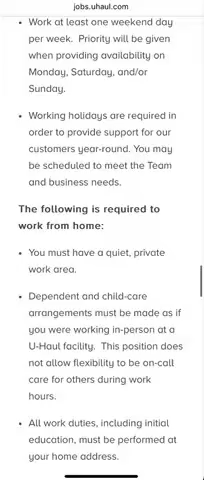 jobs.uhaul.com
• Work at least one weekend day
per week.  Priority will be given
when providing availability on
Monday, Saturday, and/or
Sunday.
• Working holidays are required in
order to provide support for our
customers year-round. You may
be scheduled to meet the Team
and business needs.
The following is required to
work from home:
• You must have a quiet, private
work area.
• Dependent and child-care
arrangements must be made as if
you were working in-person at a
U-Haul facility.  This position does
not allow flexibility to be on-call
care for others during work
hours.
• All work duties, including initial
education, must be performed at
your home address.